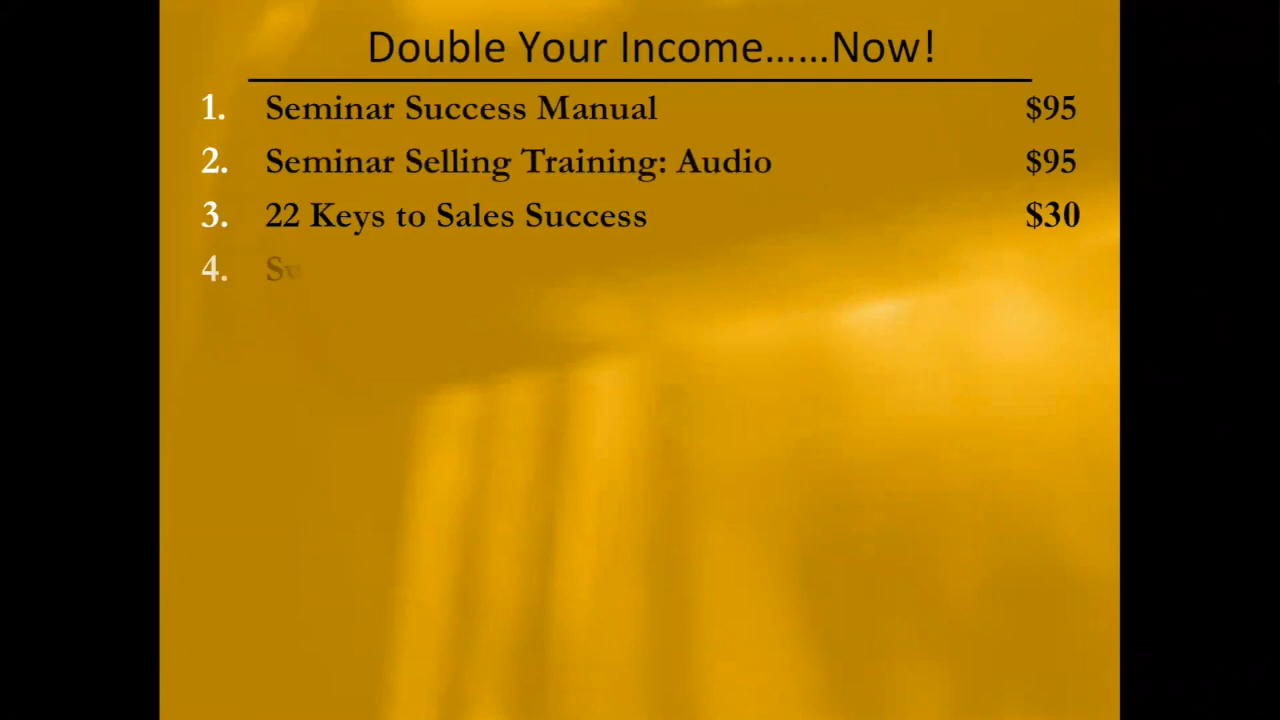 Double Your Income......Now!
1. Seminar Success Manual $95
2. Seminar Selling Training: Audio $95
3. 22 Keys to Sales Success $30
4.